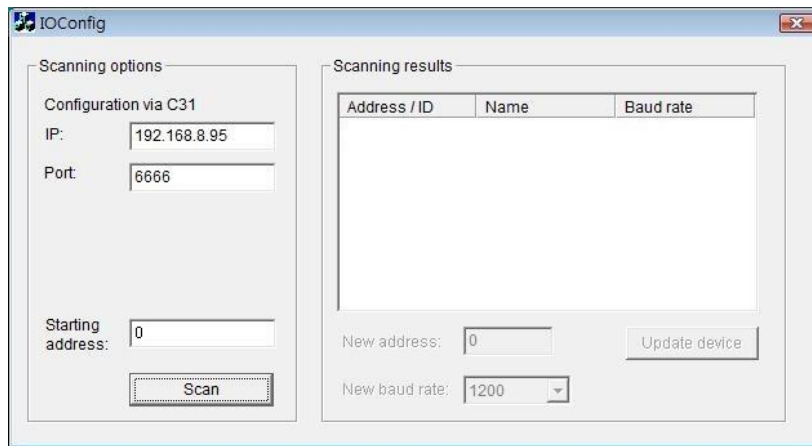 IOConfig
Scanning options
Configuration via C31
IP: 192.168.8.95
Port: 6666
Starting
address: 0
Scan
Scanning results
Address / ID Name Baud rate
New address: 0 Update device
New baud rate: 1200